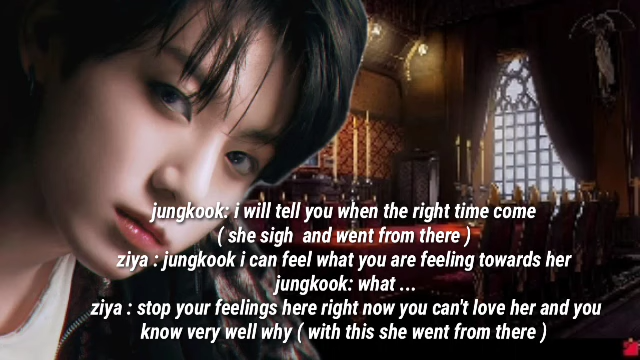 jungkook: i will tell you when the right time come
( she sigh and went from there )
ziya : jungkook i can feel what you are feeling towards her
jungkook: what ...
ziya : stop your feelings here right now you can't love her and you
know very well why ( with this she went from there )